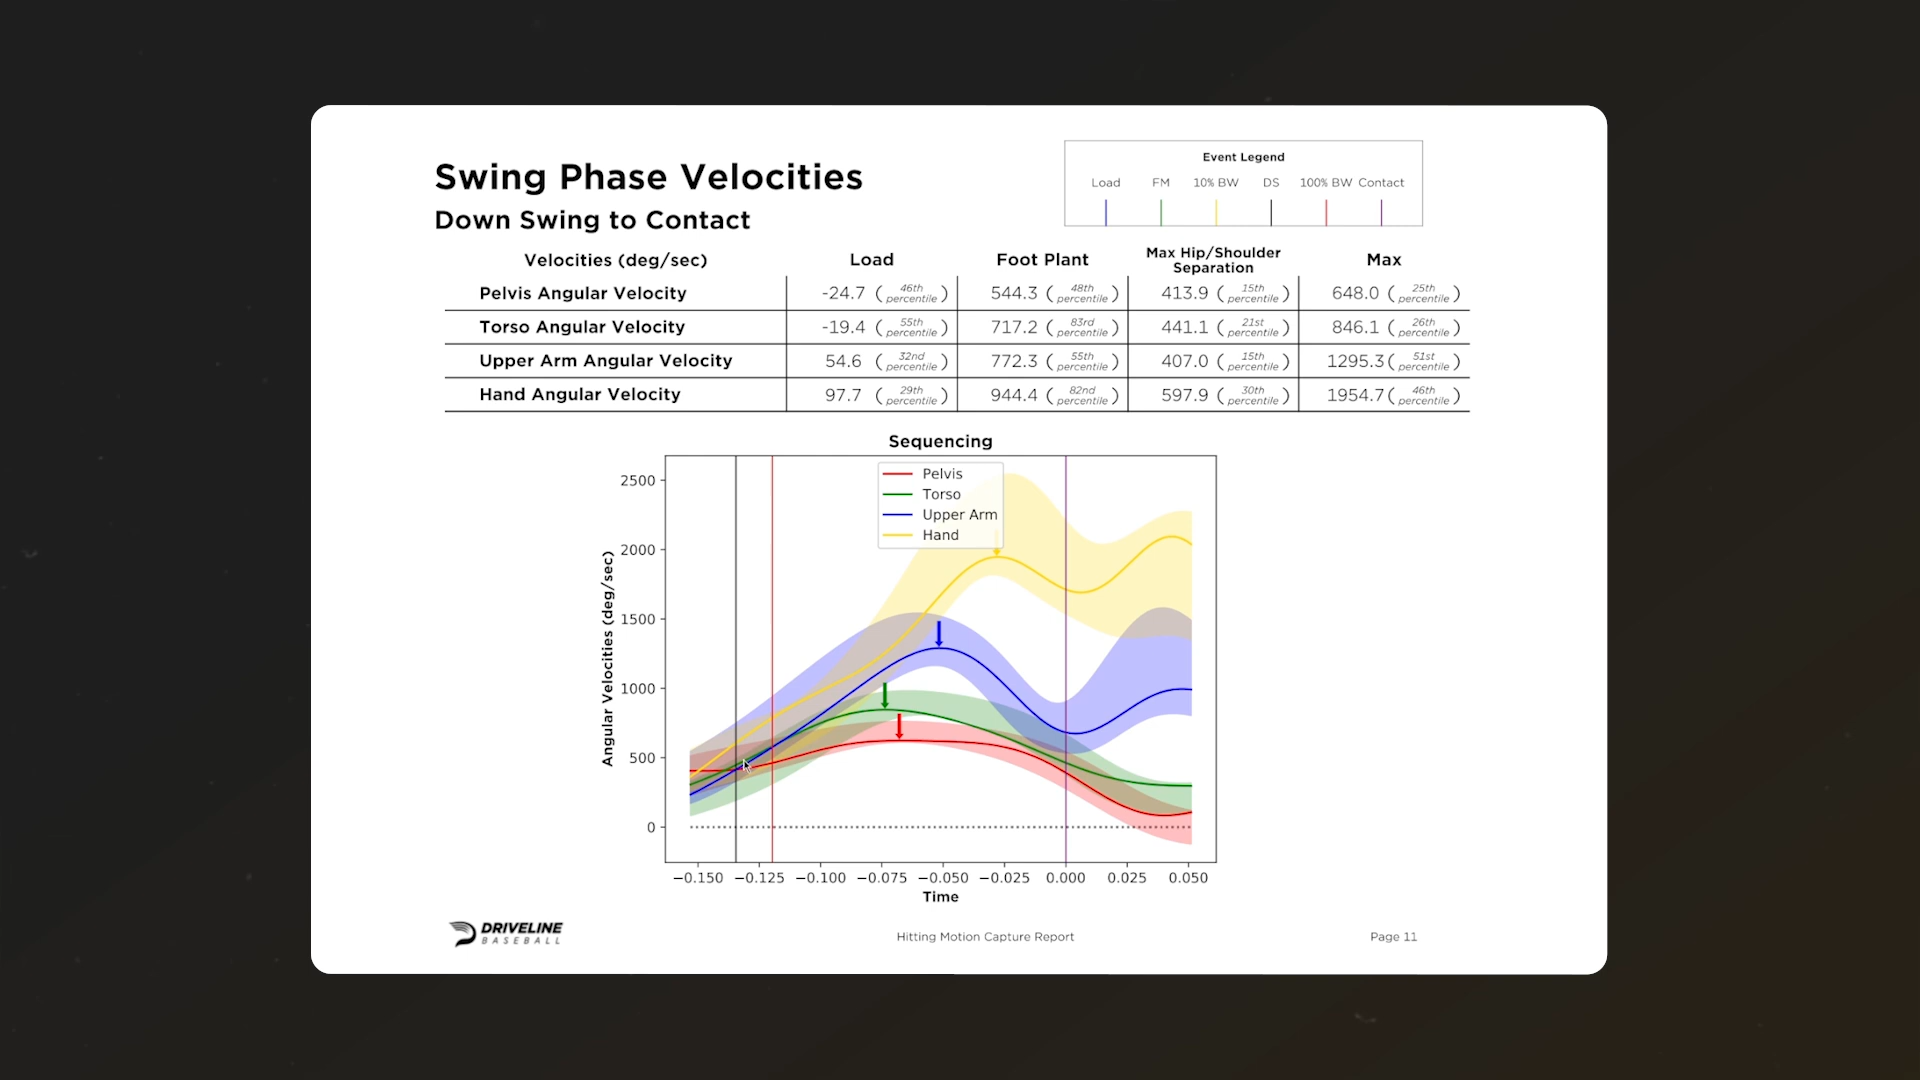 Swing Phase Velocities
Down Swing to Contact
Event Legend
Load FM 10% BW DS 100% BW Contact
Velocities (deg/sec) Load Foot Plant Max Hip/Shoulder Separation Max
Pelvis Angular Velocity -24.7 (46th percentile) 544.3 (48th percentile) 413.9 (15th percentile) 648.0 (25th percentile)
Torso Angular Velocity -19.4 (55th percentile) 717.2 (83rd percentile) 441.1 (21st percentile) 846.1 (26th percentile)
Upper Arm Angular Velocity 54.6 (32nd percentile) 772.3 (55th percentile) 407.0 (15th percentile) 1295.3 (51st percentile)
Hand Angular Velocity 97.7 (29th percentile) 944.4 (82nd percentile) 597.9 (30th percentile) 1954.7 (46th percentile)
Sequencing
Pelvis
Torso
Upper Arm
Hand
Angular Velocities (deg/sec)
2500
2000
1500
1000
500
0
−0.150 −0.125 −0.100 −0.075 −0.050 −0.025 0.000 0.025 0.050
Time
DRIVELINE
BASEBALL
Hitting Motion Capture Report
Page 11